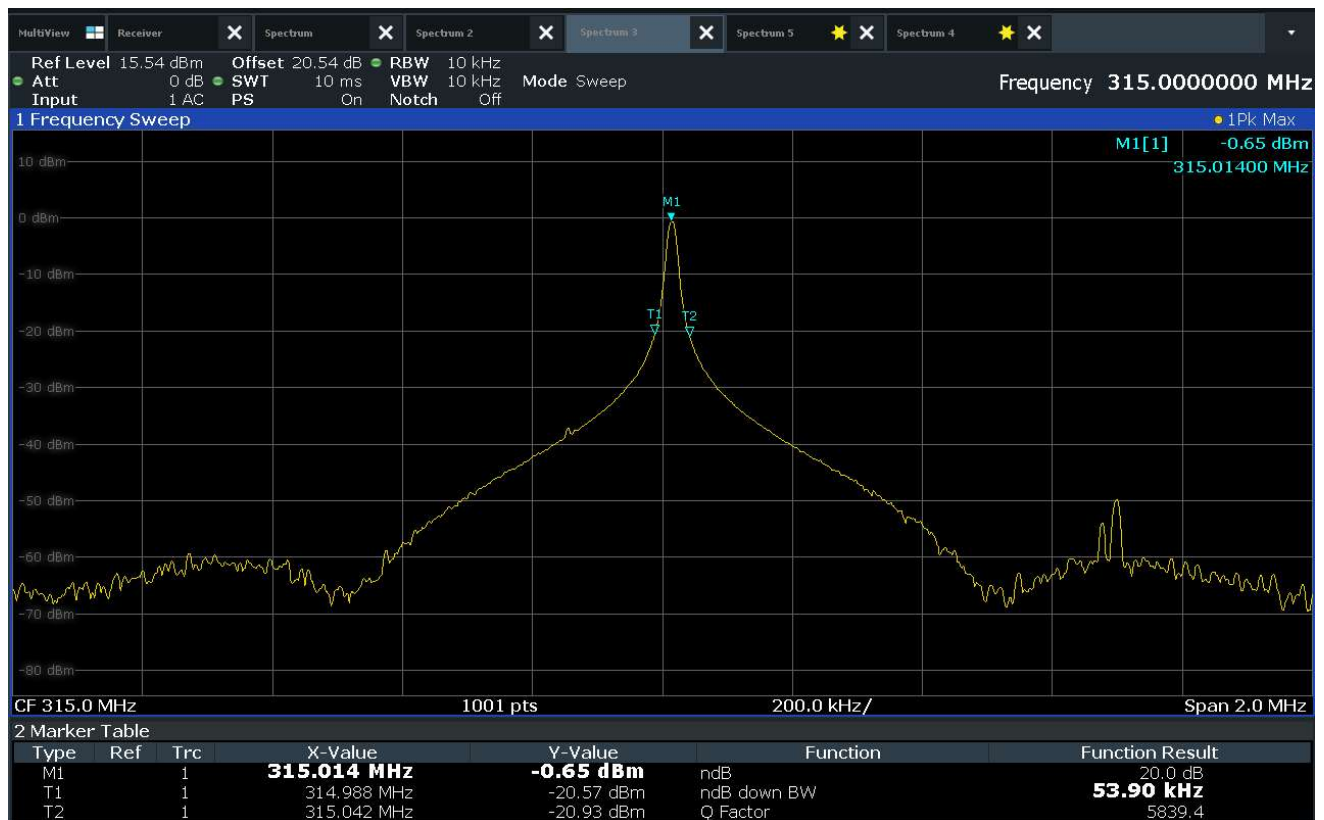 MultiView Receiver Spectrum Spectrum 2 Spectrum 3 Spectrum 5 Spectrum 4
Ref Level 15.54 dBm Offset 20.54 dB RBW 10 kHz
Att 0 dB SWT 10 ms VBW 10 kHz Mode Sweep
Input 1 AC PS On Notch Off
Frequency 315.0000000 MHz
1 Frequency Sweep 1Pk Max
M1[1] -0.65 dBm
315.01400 MHz
10 dBm
M1
0 dBm
-10 dBm
T1 T2
-20 dBm
-30 dBm
-40 dBm
-50 dBm
-60 dBm
-70 dBm
-80 dBm
CF 315.0 MHz 1001 pts 200.0 kHz/ Span 2.0 MHz
2 Marker Table
Type Ref Trc X-Value Y-Value Function Function Result
M1 1 315.014 MHz -0.65 dBm ndB 20.0 dB
T1 1 314.988 MHz -20.57 dBm ndB down BW 53.90 kHz
T2 1 315.042 MHz -20.93 dBm Q Factor 5839.4